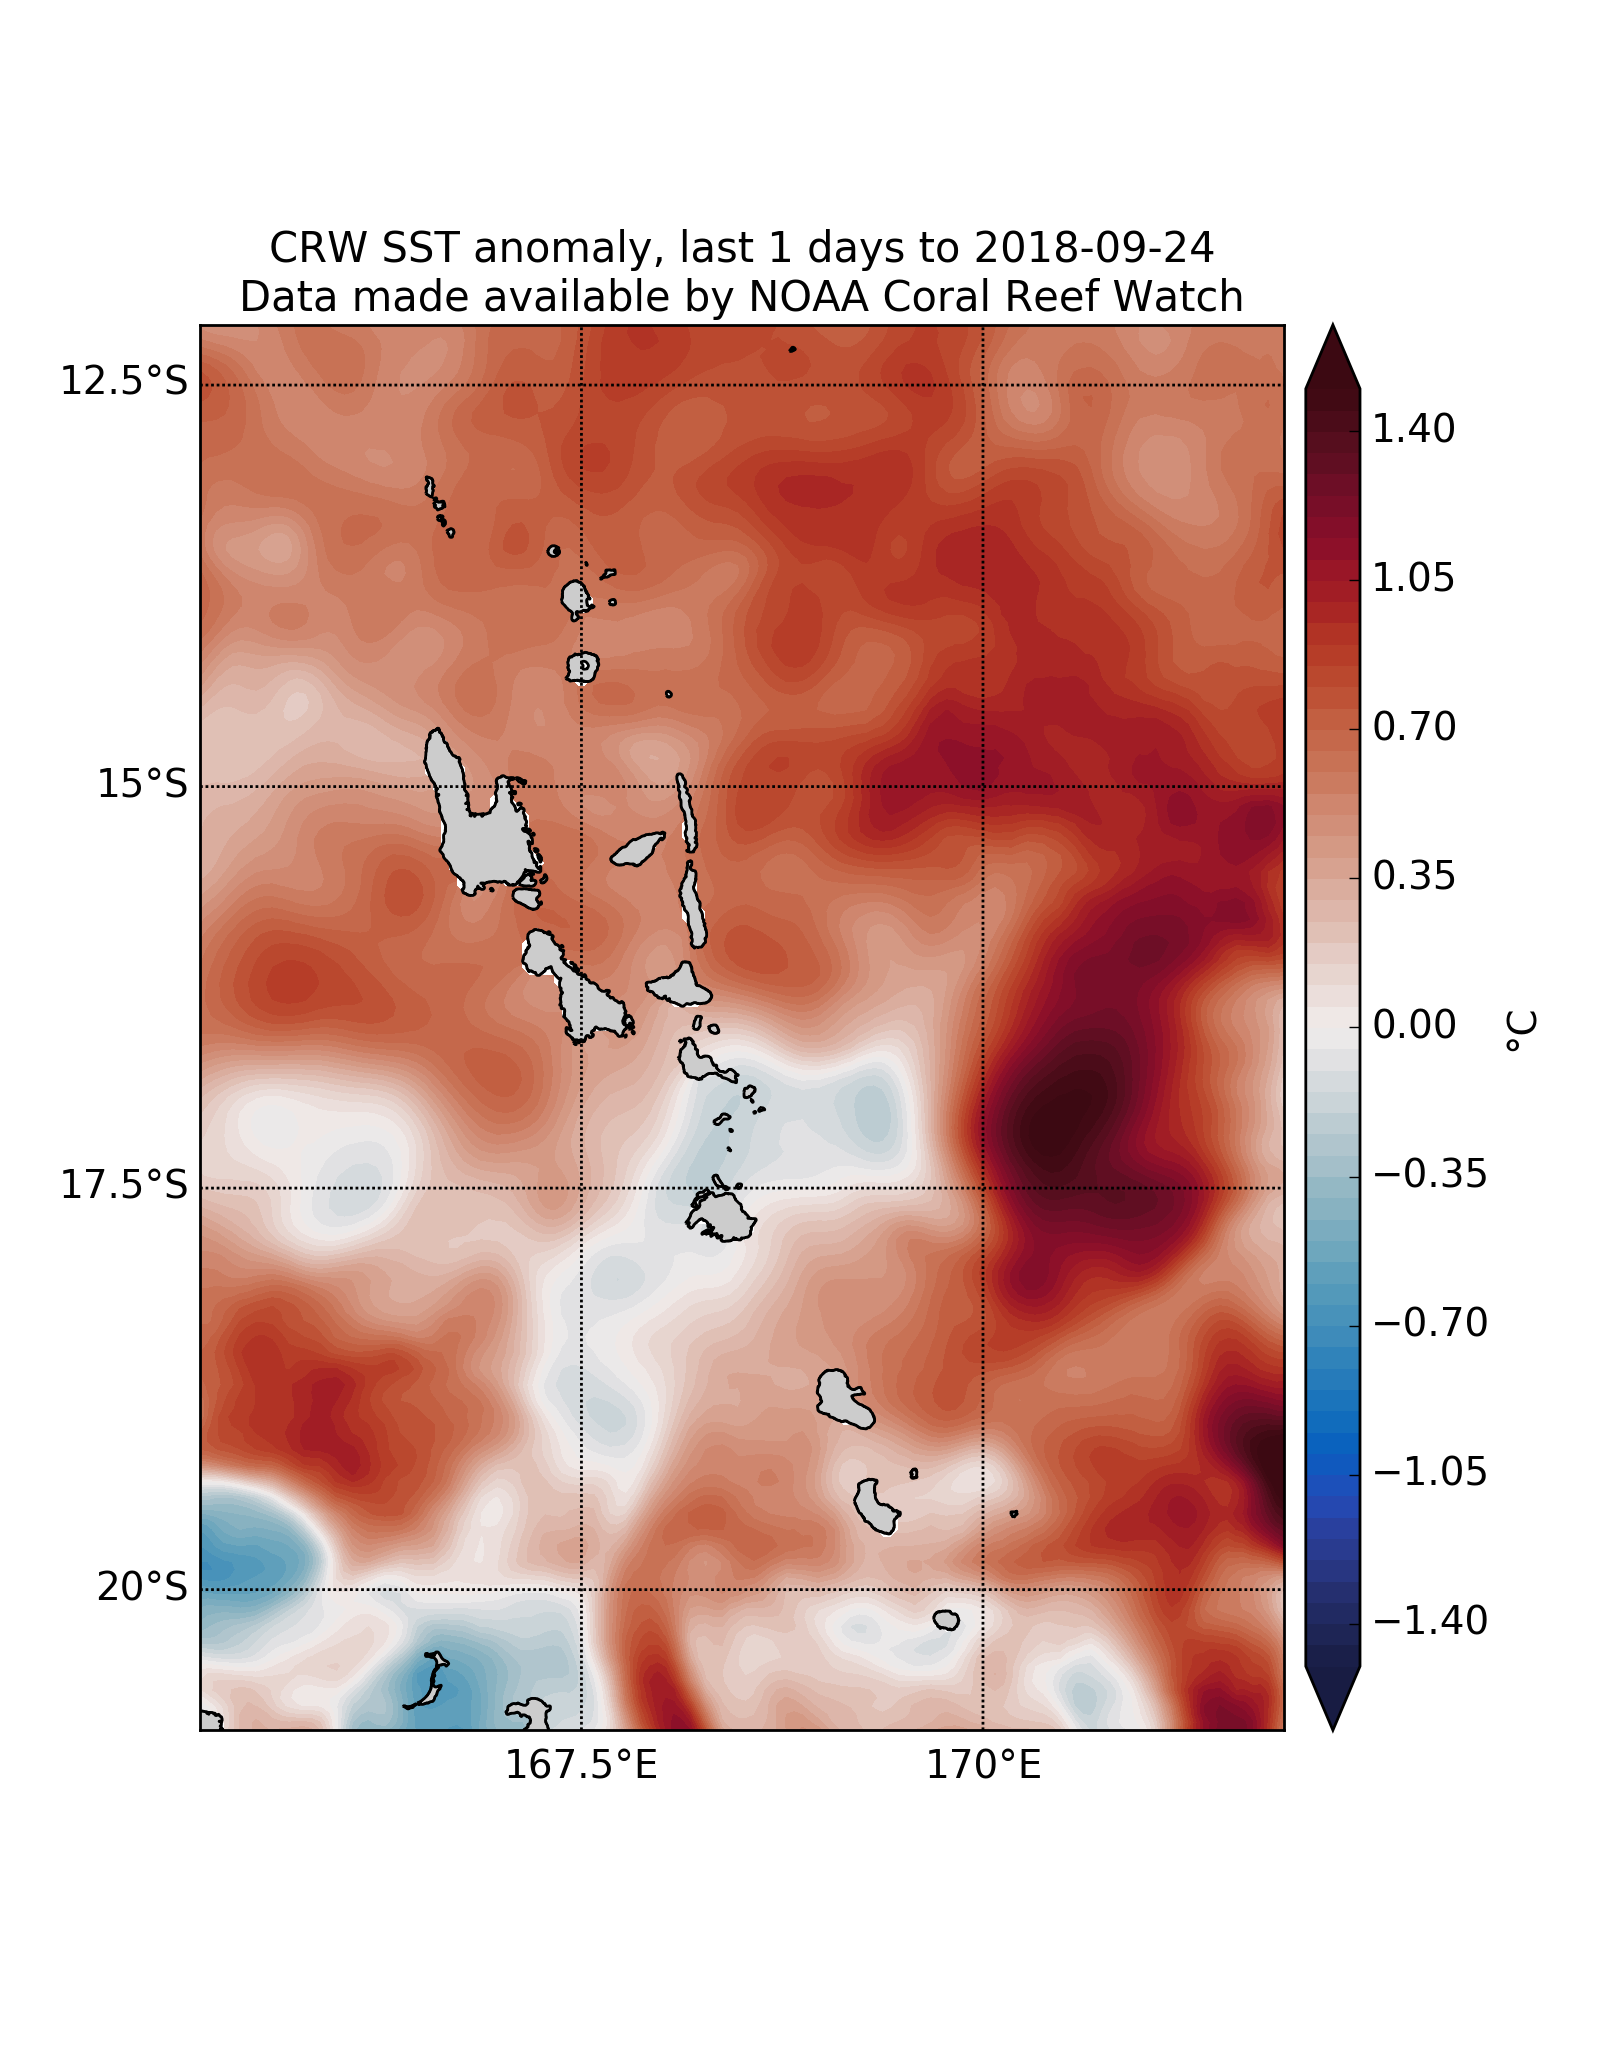 CRW SST anomaly, last 1 days to 2018-09-24
Data made available by NOAA Coral Reef Watch
12.5°S
15°S
17.5°S
20°S
167.5°E
170°E
1.40
1.05
0.70
0.35
0.00
−0.35
−0.70
−1.05
−1.40
°C